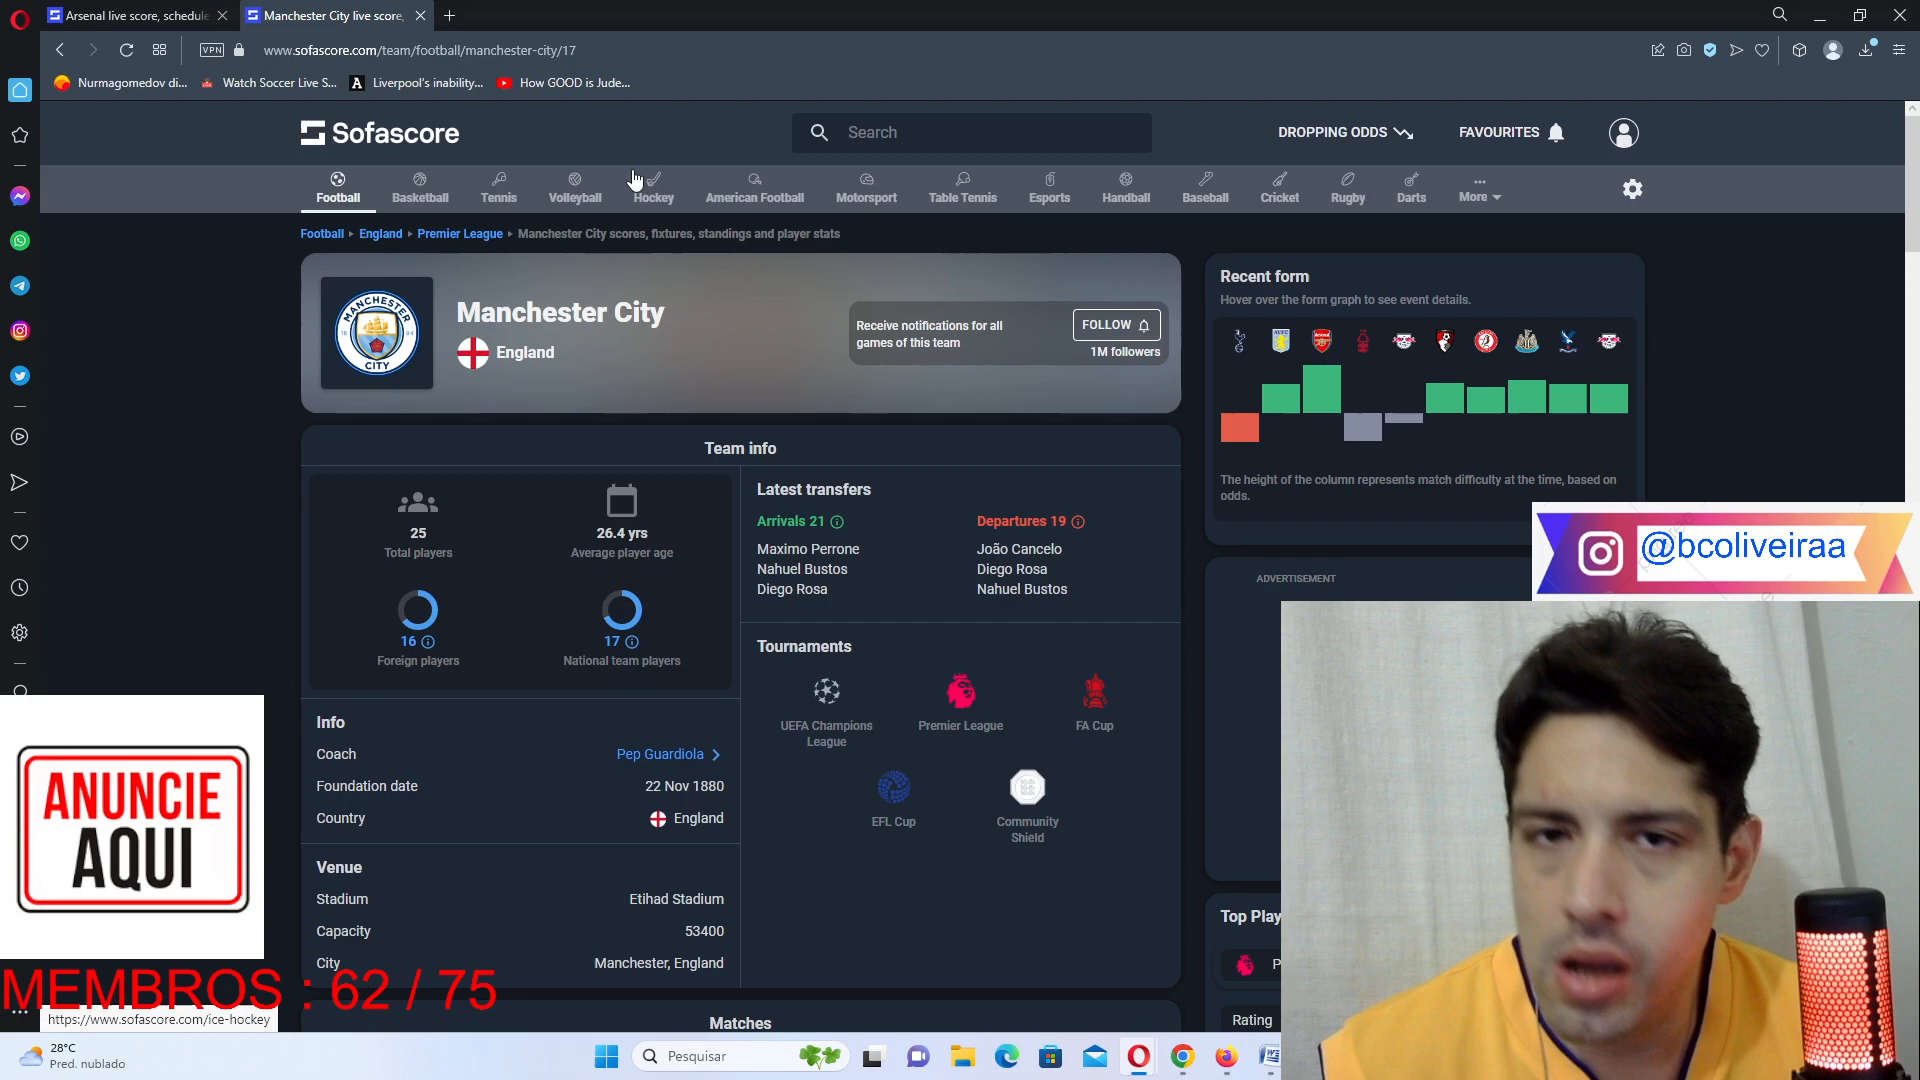 Arsenal live score, schedule
Manchester City live score,
VPN
www.sofascore.com/team/football/manchester-city/17
Nurmagomedov di...
Watch Soccer Live S...
Liverpool's inability...
How GOOD is Jude...
Sofascore
Search
DROPPING ODDS
FAVOURITES
Football
Basketball
Tennis
Volleyball
Hockey
American Football
Motorsport
Table Tennis
Esports
Handball
Baseball
Cricket
Rugby
Darts
More
Football
England
Premier League
Manchester City scores, fixtures, standings and player stats
MANCHESTER
18 94
CITY
Manchester City
England
Receive notifications for all
games of this team
FOLLOW
1M followers
Recent form
Hover over the form graph to see event details.
The height of the column represents match difficulty at the time, based on
odds.
Team info
25
Total players
26.4 yrs
Average player age
16
Foreign players
17
National team players
Latest transfers
Arrivals 21
Maximo Perrone
Nahuel Bustos
Diego Rosa
Departures 19
João Cancelo
Diego Rosa
Nahuel Bustos
Tournaments
UEFA Champions
League
Premier League
FA Cup
EFL Cup
Community
Shield
Info
Coach
Pep Guardiola
Foundation date
22 Nov 1880
Country
England
Venue
Stadium
Etihad Stadium
Capacity
53400
City
Manchester, England
Matches
ADVERTISEMENT
@bcoliveiraa
Top Play
P
Rating
ANUNCIE
AQUI
MEMBROS : 62 / 75
https://www.sofascore.com/ice-hockey
28°C
Pred. nublado
Pesquisar